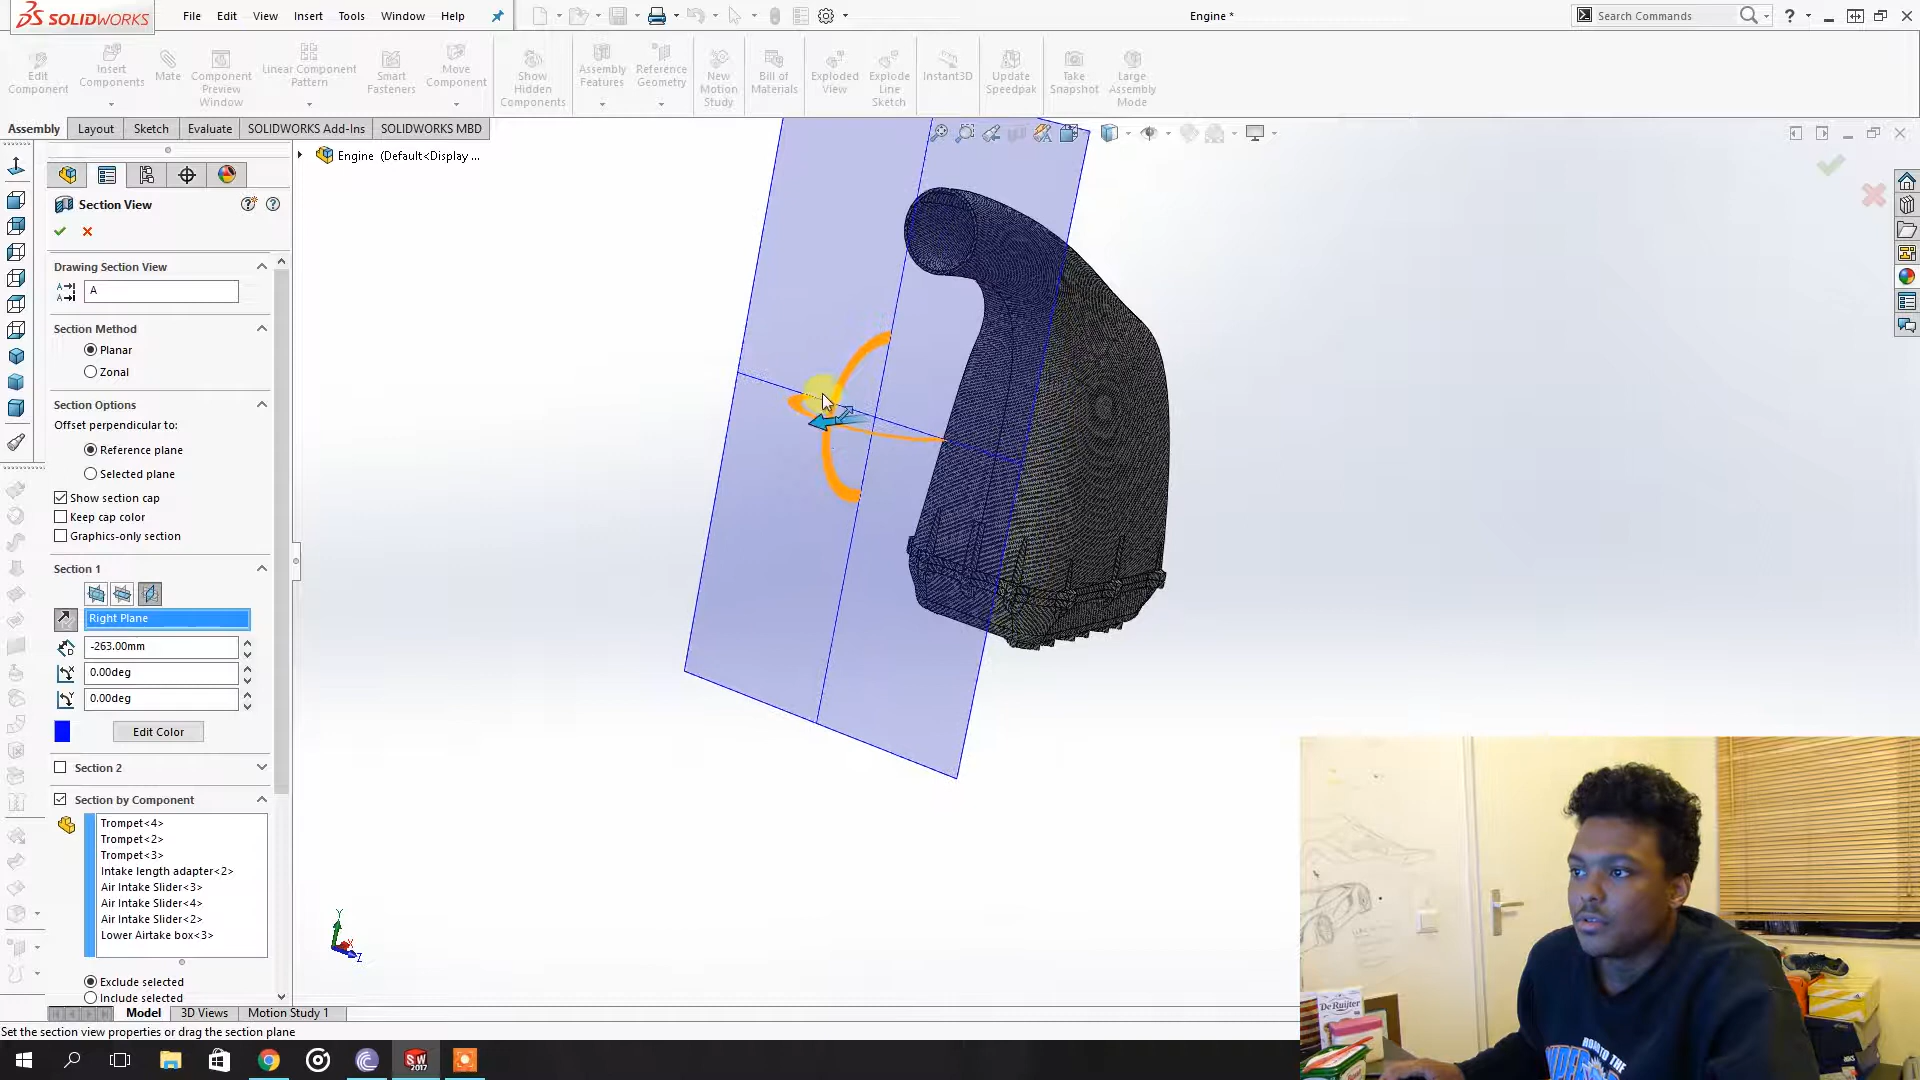 SOLIDWORKS
File Edit View Insert Tools Window Help
Engine *
Search Commands
Edit Component
Insert Components
Mate
Component Preview Window
Linear Component Pattern
Smart Fasteners
Move Component
Show Hidden Components
Assembly Features
Reference Geometry
New Motion Study
Bill of Materials
Exploded View
Explode Line Sketch
Instant3D
Update Speedpak
Take Snapshot
Large Assembly Mode
Assembly Layout Sketch Evaluate SOLIDWORKS Add-Ins SOLIDWORKS MBD
Engine (Default<Display ...
Section View
Drawing Section View
A
Section Method
Planar
Zonal
Section Options
Offset perpendicular to:
Reference plane
Selected plane
Show section cap
Keep cap color
Graphics-only section
Section 1
Right Plane
-263.00mm
0.00deg
0.00deg
Edit Color
Section 2
Section by Component
Trompet<4>
Trompet<2>
Trompet<3>
Intake length adapter<2>
Air Intake Slider<3>
Air Intake Slider<4>
Air Intake Slider<2>
Lower Airtake box<3>
Exclude selected
Include selected
Y
X
Z
Model 3D Views Motion Study 1
Set the section view properties or drag the section plane
SW
2017
De Ruijter
ROAD TO THE